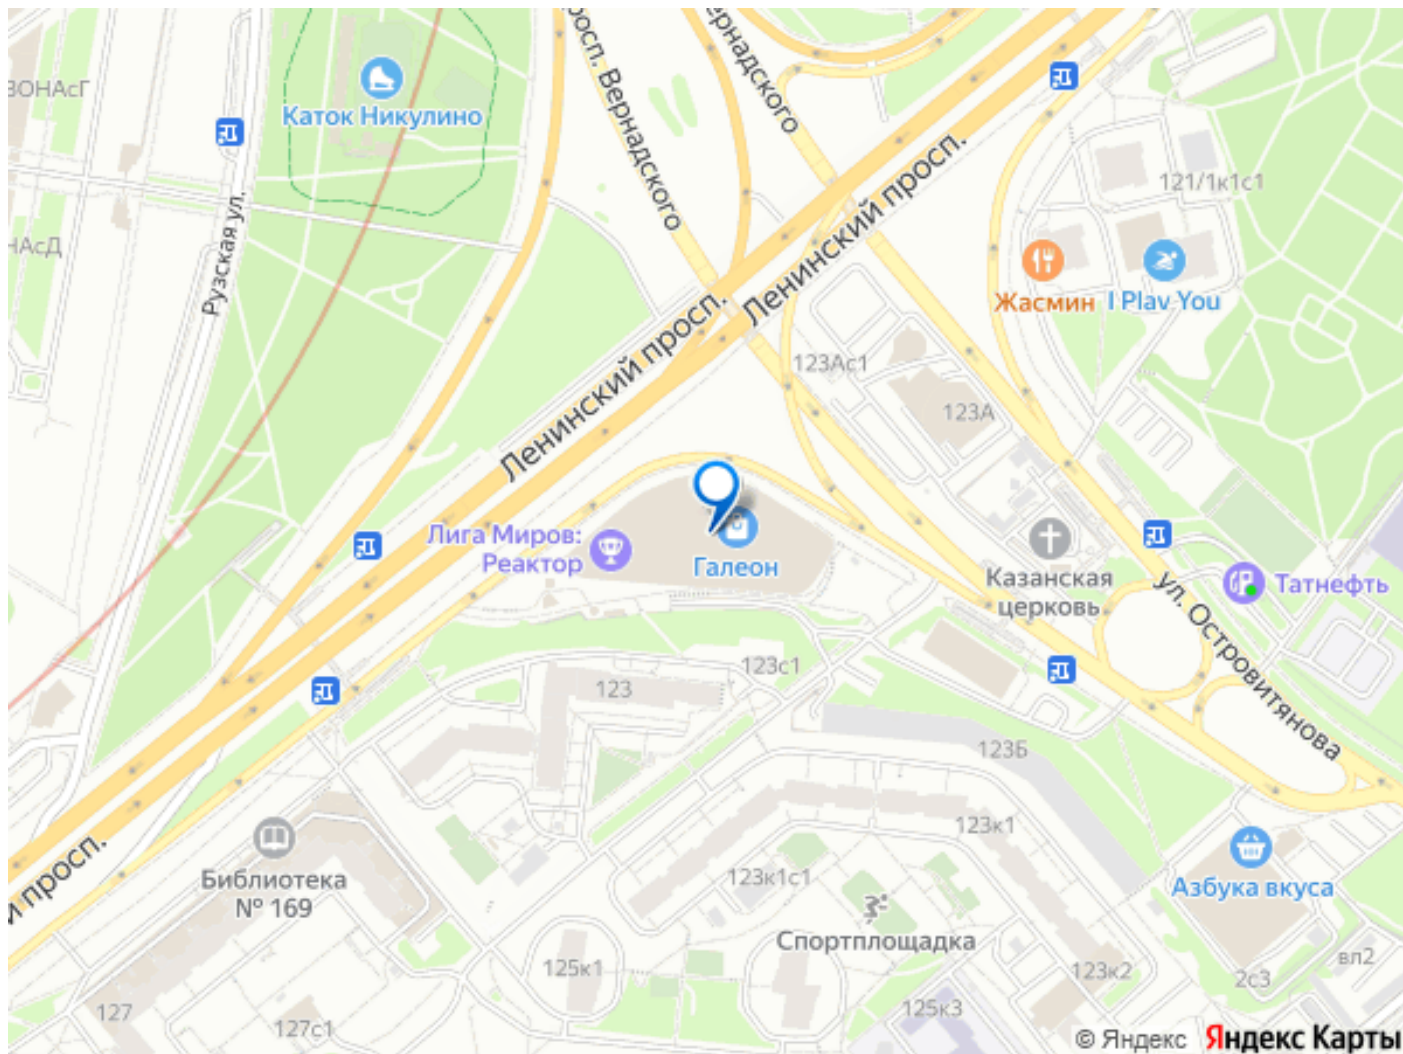 ЗОНАсГ
Каток Никулино
просп. Вернадского
Вернадского
Ленинский просп.
121/1к1с1
НАсД
Рузская ул.
Жасмин
I Plav You
Ленинский просп.
123Ас1
123А
Лига Миров:
Реактор
Галеон
Казанская
церковь
Татнефть
ул. Островитянова
123
123с1
123Б
123к1
Библиотека
№ 169
123к1с1
Азбука вкуса
й просп.
Спортплощадка
125к1
123к2
2с3
вл2
127
127с1
125к3
© Яндекс Яндекс Карты